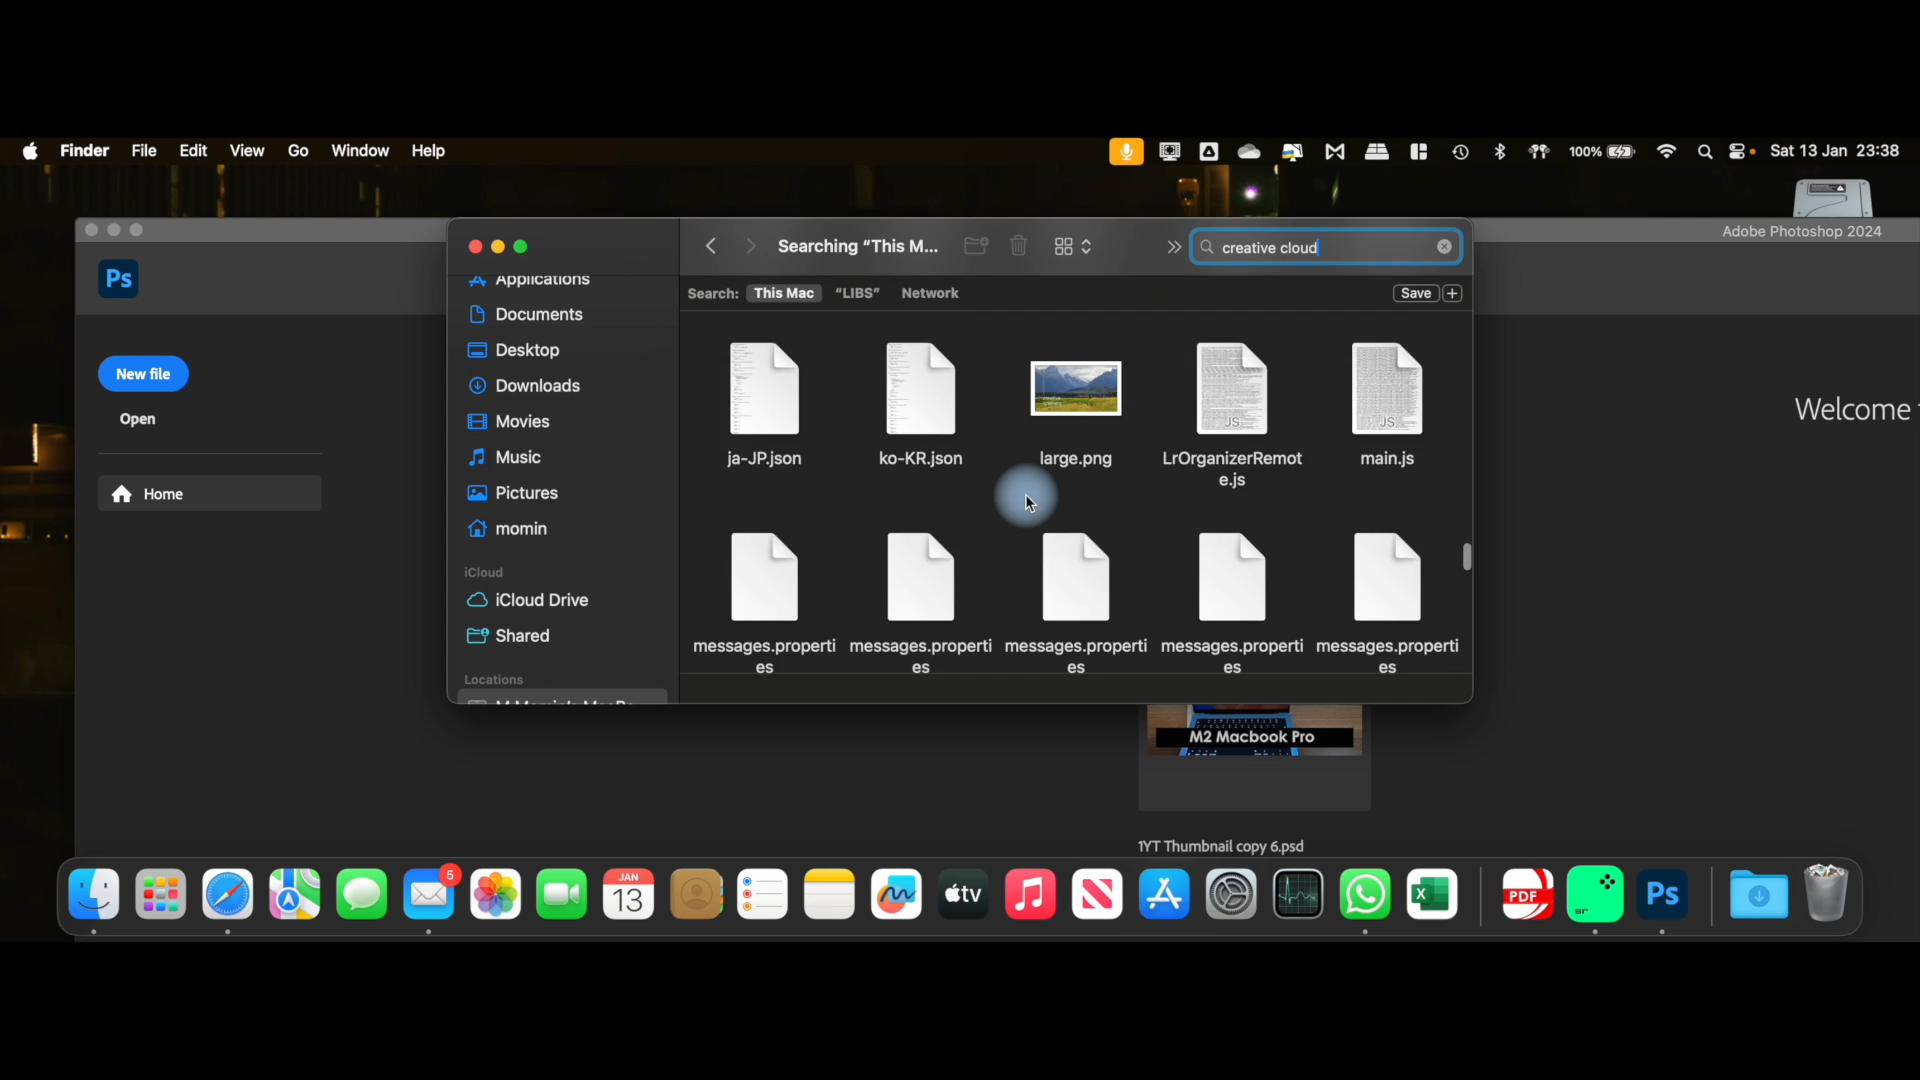 Finder File Edit View Go Window Help
100% Sat 13 Jan 23:38
Adobe Photoshop 2024
Ps
New file
Open
Home
Welcome
Searching “This M...
creative cloud
Search: This Mac “LIBS” Network
Save
Applications
Documents
Desktop
Downloads
Movies
Music
Pictures
momin
iCloud
iCloud Drive
Shared
Locations
ja-JP.json
ko-KR.json
large.png
LrOrganizerRemot
e.js
main.js
JS
JS
messages.properti
es
messages.properti
es
messages.properti
es
messages.properti
es
messages.properti
es
M2 Macbook Pro
1YT Thumbnail copy 6.psd
5
JAN
13
tv
X
PDF
sr
Ps